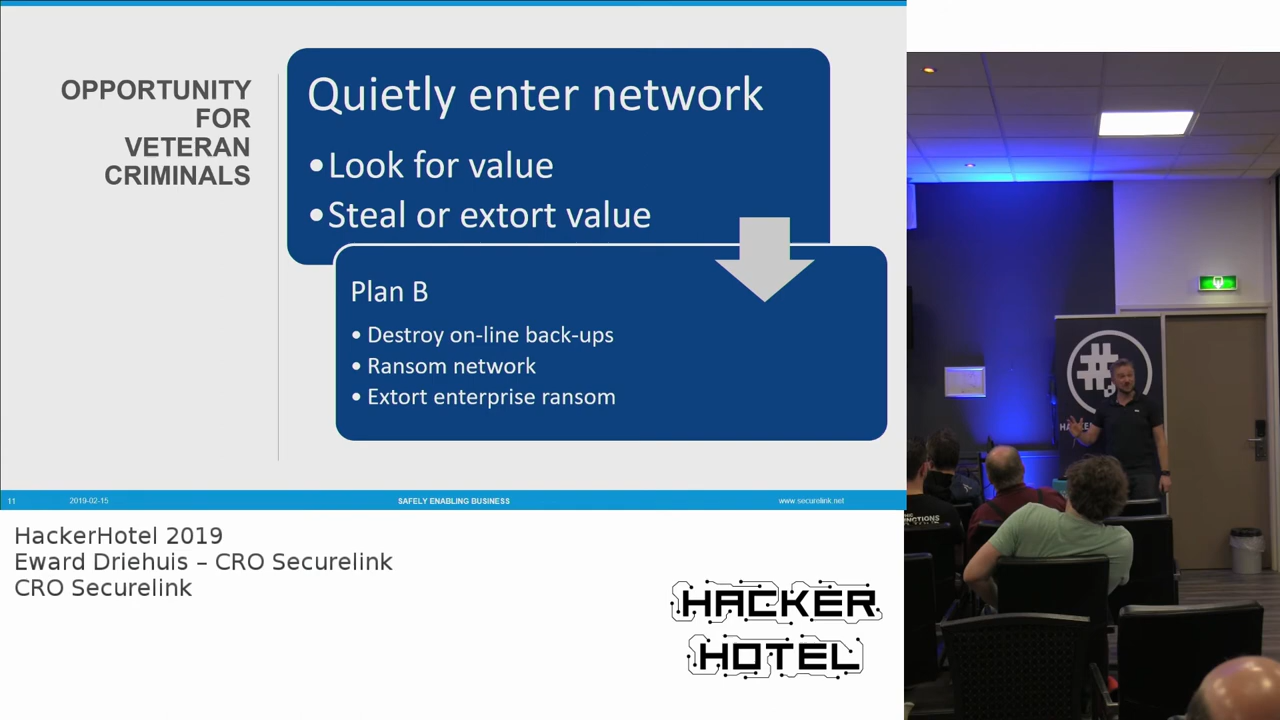 OPPORTUNITY
FOR
VETERAN
CRIMINALS
Quietly enter network
•Look for value
•Steal or extort value
Plan B
• Destroy on-line back-ups
• Ransom network
• Extort enterprise ransom
11
2019-02-15
SAFELY ENABLING BUSINESS
www.securelink.net
HackerHotel 2019
Eward Driehuis – CRO Securelink
CRO Securelink
HACKER
HOTEL